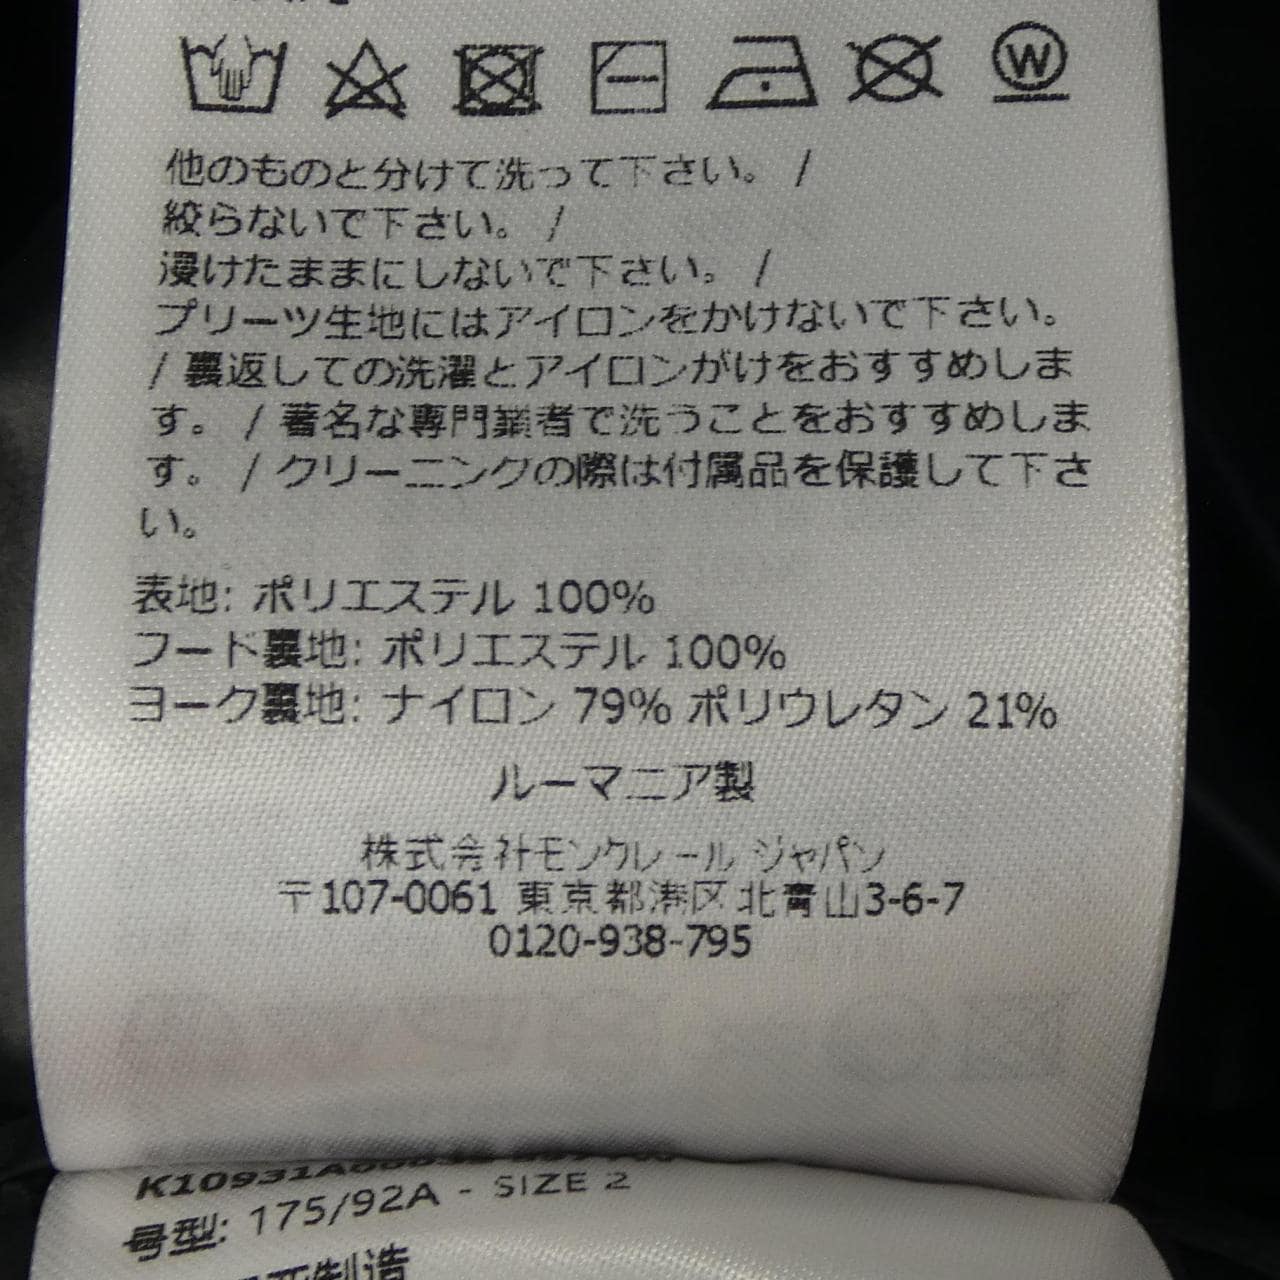 W
他のものと分けて洗って下さい。 /
絞らないで下さい。 /
浸けたままにしないで下さい。 /
プリーツ生地にはアイロンをかけないで下さい。
/ 裏返しての洗濯とアイロンがけをおすすめしま
す。 / 著名な専門業者で洗うことをおすすめしま
す。 / クリーニングの際は付属品を保護して下さ
い。
表地: ポリエステル 100%
フード裏地: ポリエステル 100%
ヨーク裏地: ナイロン 79% ポリウレタン 21%
ルーマニア製
株式会社モンクレール ジャパン
〒107-0061 東京都港区北青山3-6-7
0120-938-795
号型: 175/92A - SIZE 2
制造